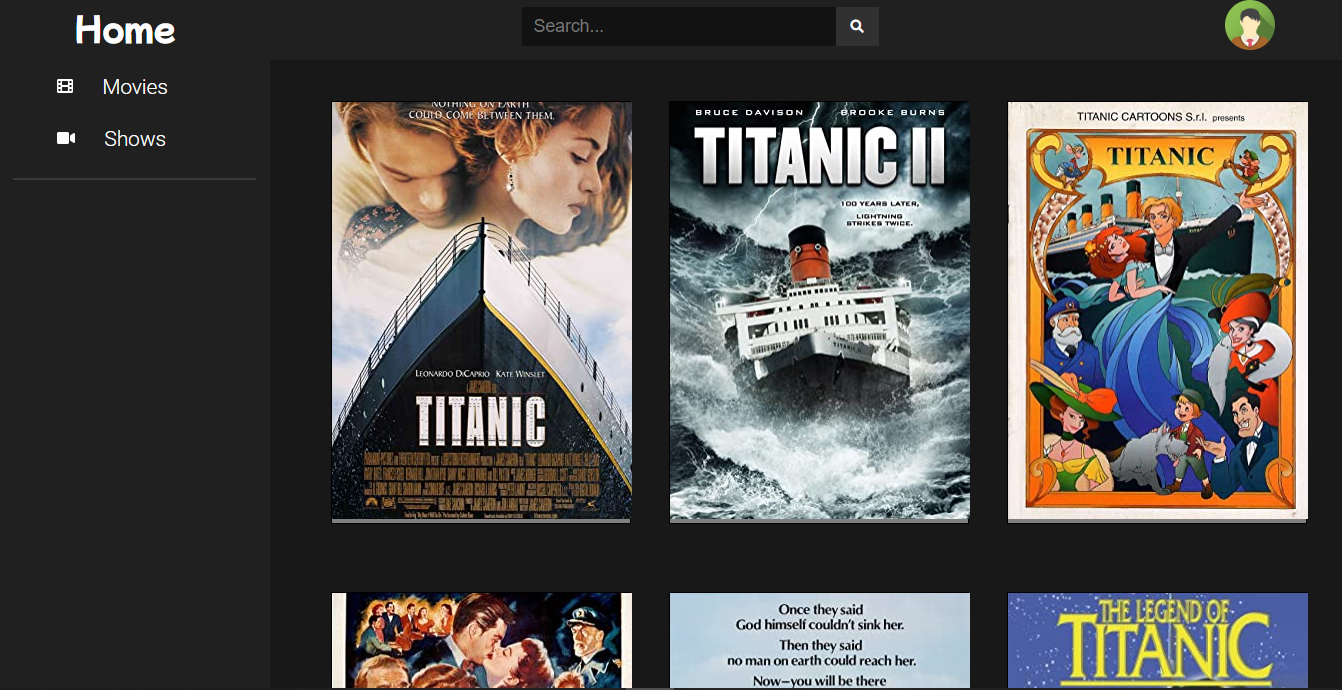 Home
Search...
Movies
Shows
NOTHING ON EARTH
COULD COME BETWEEN THEM.
LEONARDO DICAPRIO KATE WINSLET
TITANIC
BRUCE DAVISON BROOKE BURNS
TITANIC II
100 YEARS LATER,
LIGHTNING
STRIKES TWICE.
TITANIC II
TITANIC CARTOONS S.r.l. presents
TITANIC
Once they said
God himself couldn't sink her.
Then they said
no man on earth could reach her.
Now—you will be there
THE LEGEND OF
TITANIC